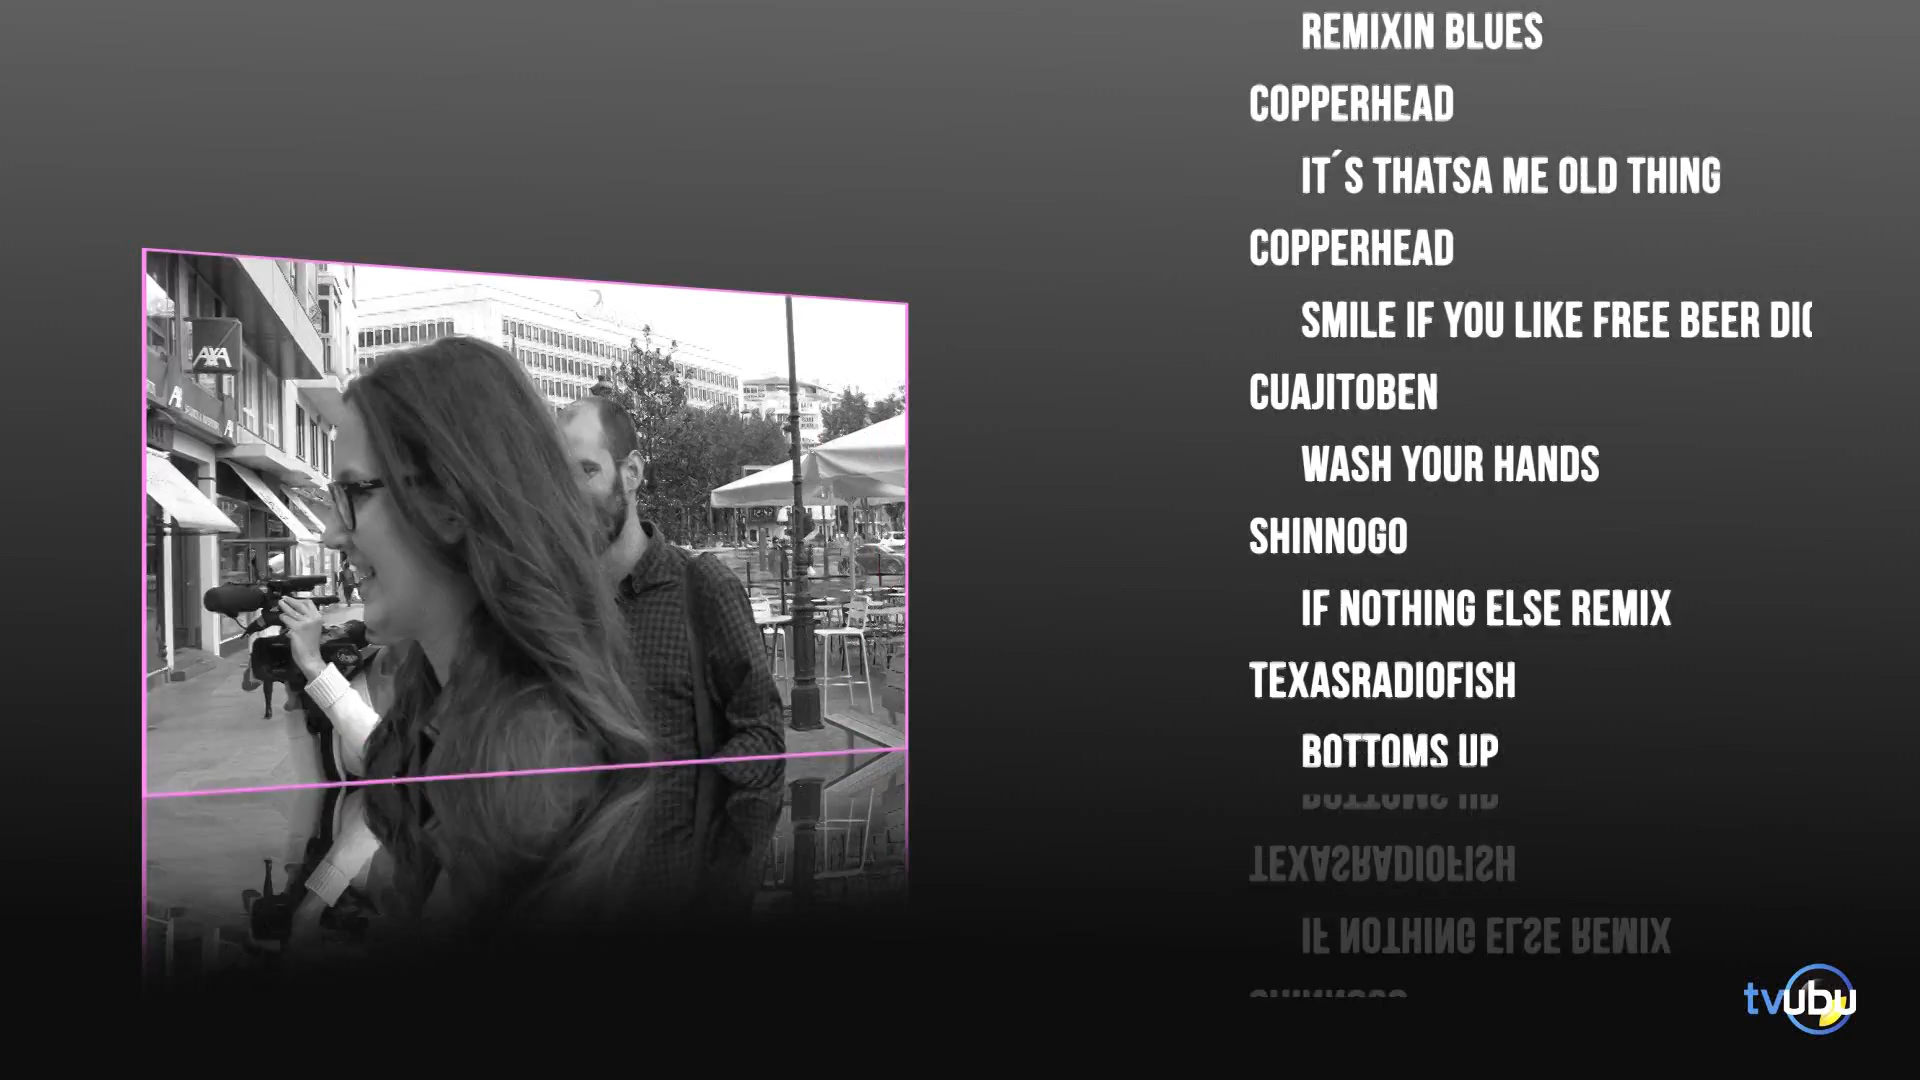 REMIXIN BLUES
COPPERHEAD
IT´S THATSA ME OLD THING
COPPERHEAD
SMILE IF YOU LIKE FREE BEER
CUAJITOBEN
WASH YOUR HANDS
SHINNOGO
IF NOTHING ELSE REMIX
TEXASRADIOFISH
BOTTOMS UP
AXA
tvubu